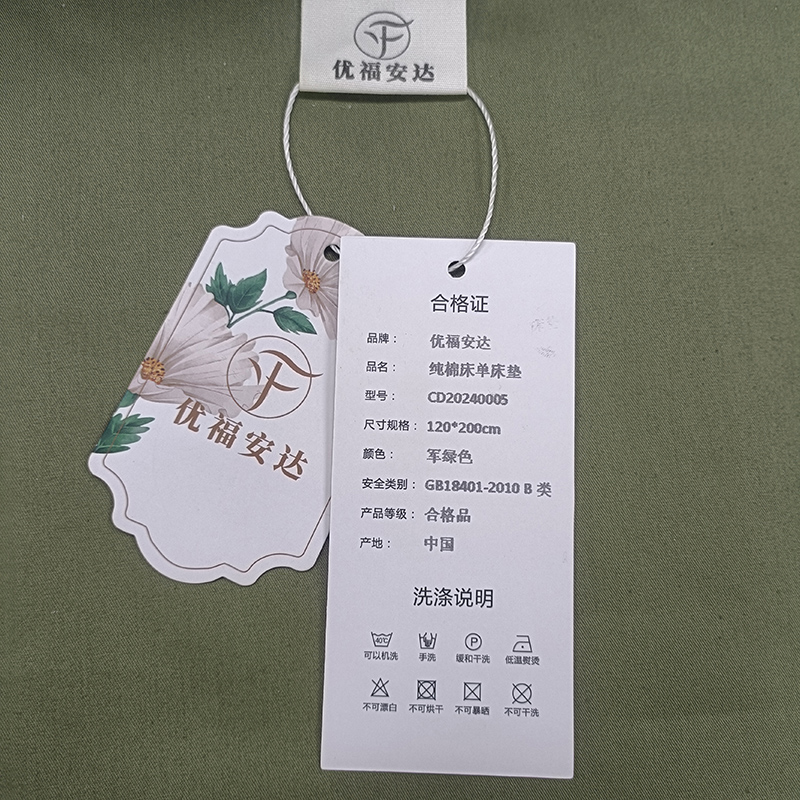 优福安达
优福安达
合格证
品牌： 优福安达
品名： 纯棉床单床垫
型号： CD20240005
尺寸规格： 120*200cm
颜色： 军绿色
安全类别： GB18401-2010 B 类
产品等级： 合格品
产地： 中国
洗涤说明
40℃ P
可以机洗 手洗 缓和干洗 低温熨烫
不可漂白 不可烘干 不可暴晒 不可干洗